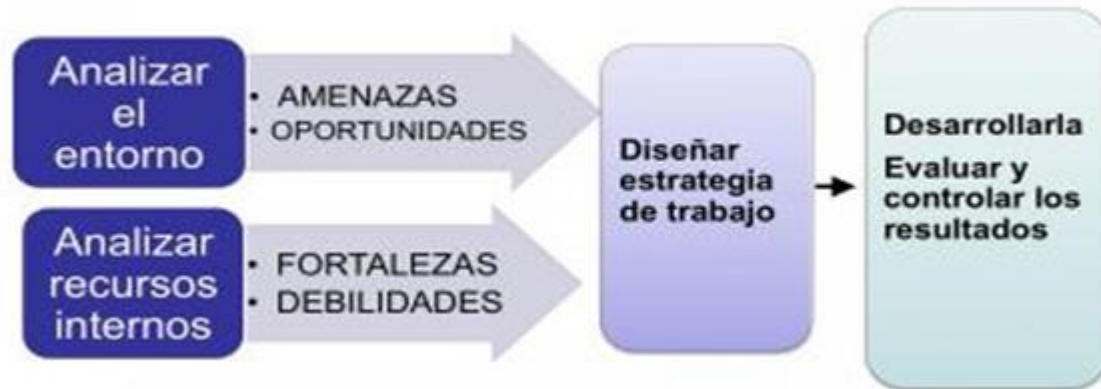 Analizar
el
entorno
• AMENAZAS
• OPORTUNIDADES
Analizar
recursos
internos
• FORTALEZAS
• DEBILIDADES
Diseñar
estrategia
de trabajo
Desarrollarla
Evaluar y
controlar los
resultados